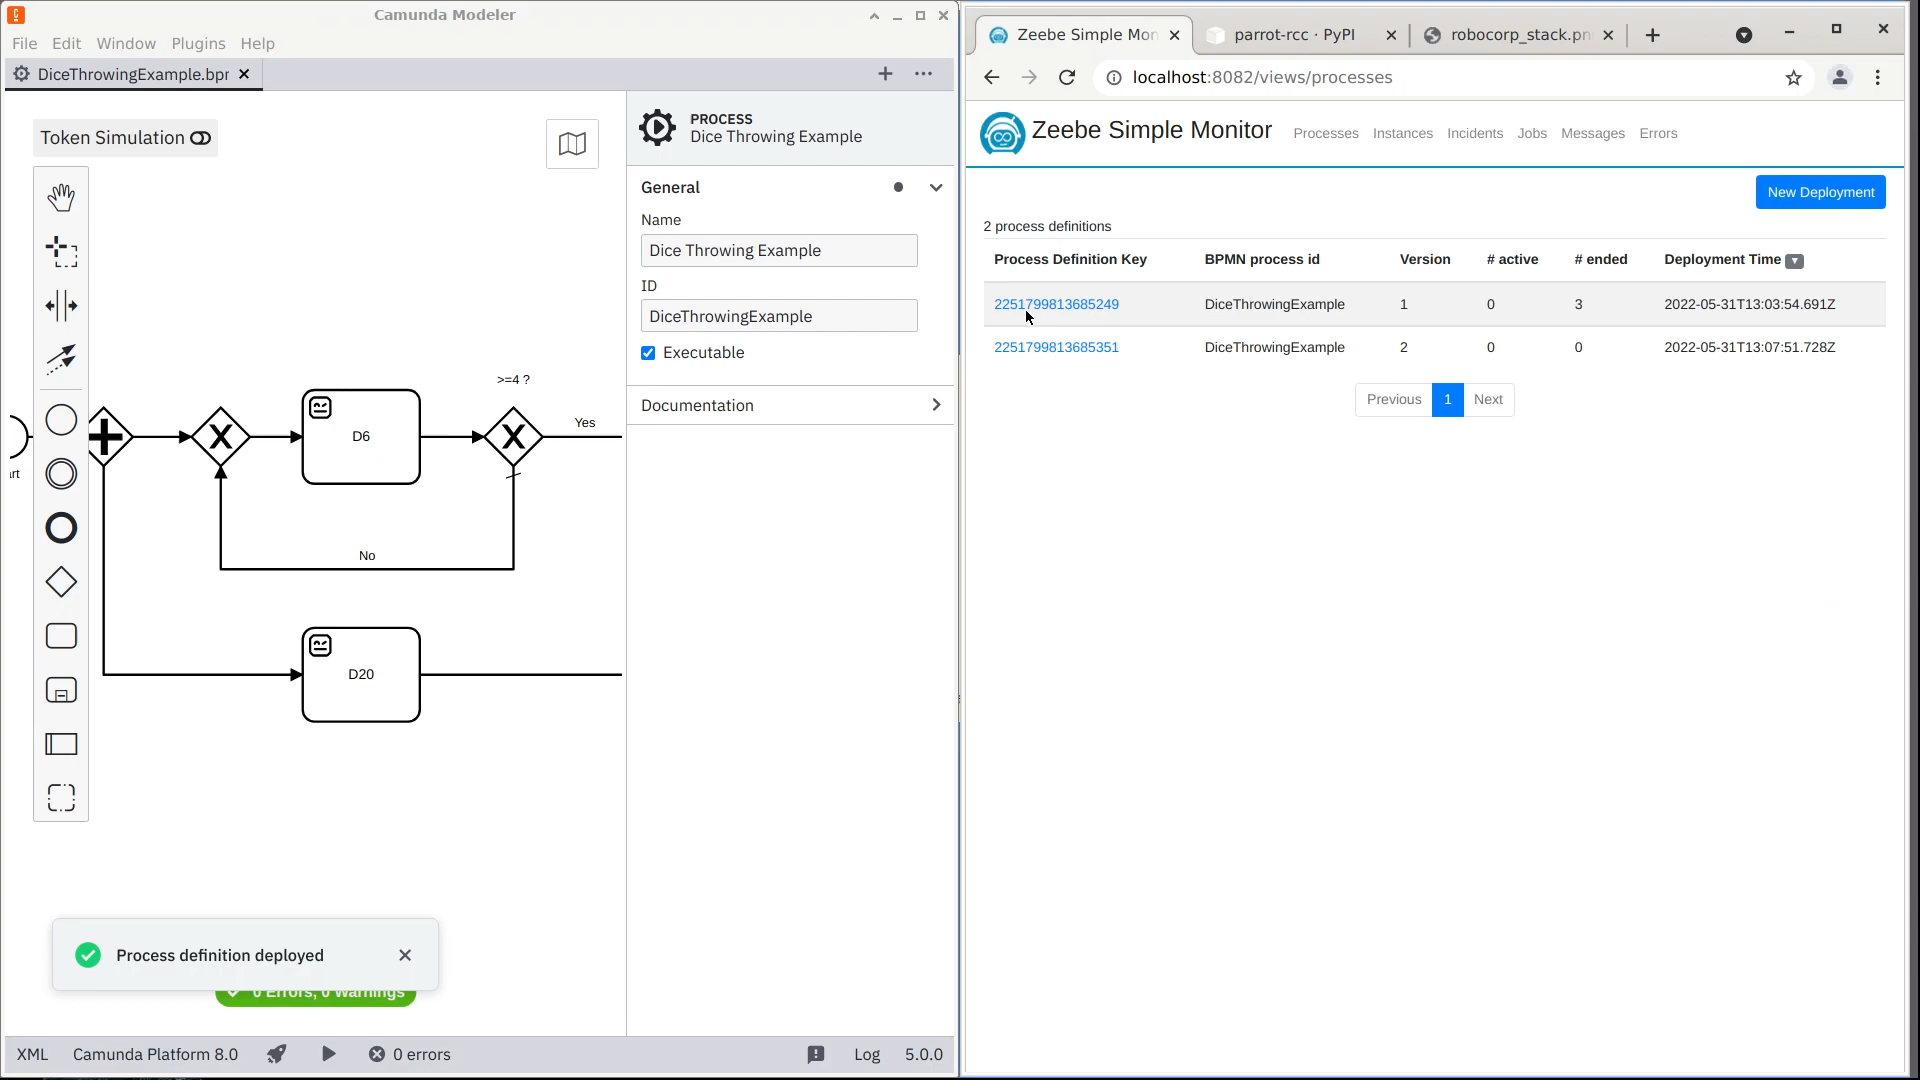 Camunda Modeler
File Edit Window Plugins Help
DiceThrowingExample.bpr
Token Simulation
PROCESS
Dice Throwing Example
General
Name
Dice Throwing Example
ID
DiceThrowingExample
Executable
Documentation
>=4 ?
D6
Yes
art
No
D20
Process definition deployed
0 Errors, 0 Warnings
XML Camunda Platform 8.0 0 errors Log 5.0.0
Zeebe Simple Mon parrot-rcc · PyPI robocorp_stack.pn
localhost:8082/views/processes
Zeebe Simple Monitor Processes Instances Incidents Jobs Messages Errors
New Deployment
2 process definitions
Process Definition Key BPMN process id Version # active # ended Deployment Time
2251799813685249 DiceThrowingExample 1 0 3 2022-05-31T13:03:54.691Z
2251799813685351 DiceThrowingExample 2 0 0 2022-05-31T13:07:51.728Z
Previous 1 Next